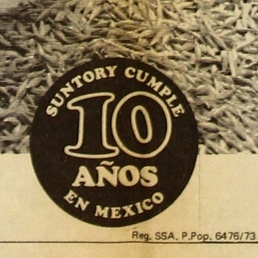 SUNTORY CUMPLE
10
AÑOS
EN MEXICO
Reg. SSA. P.Pop. 6476/73